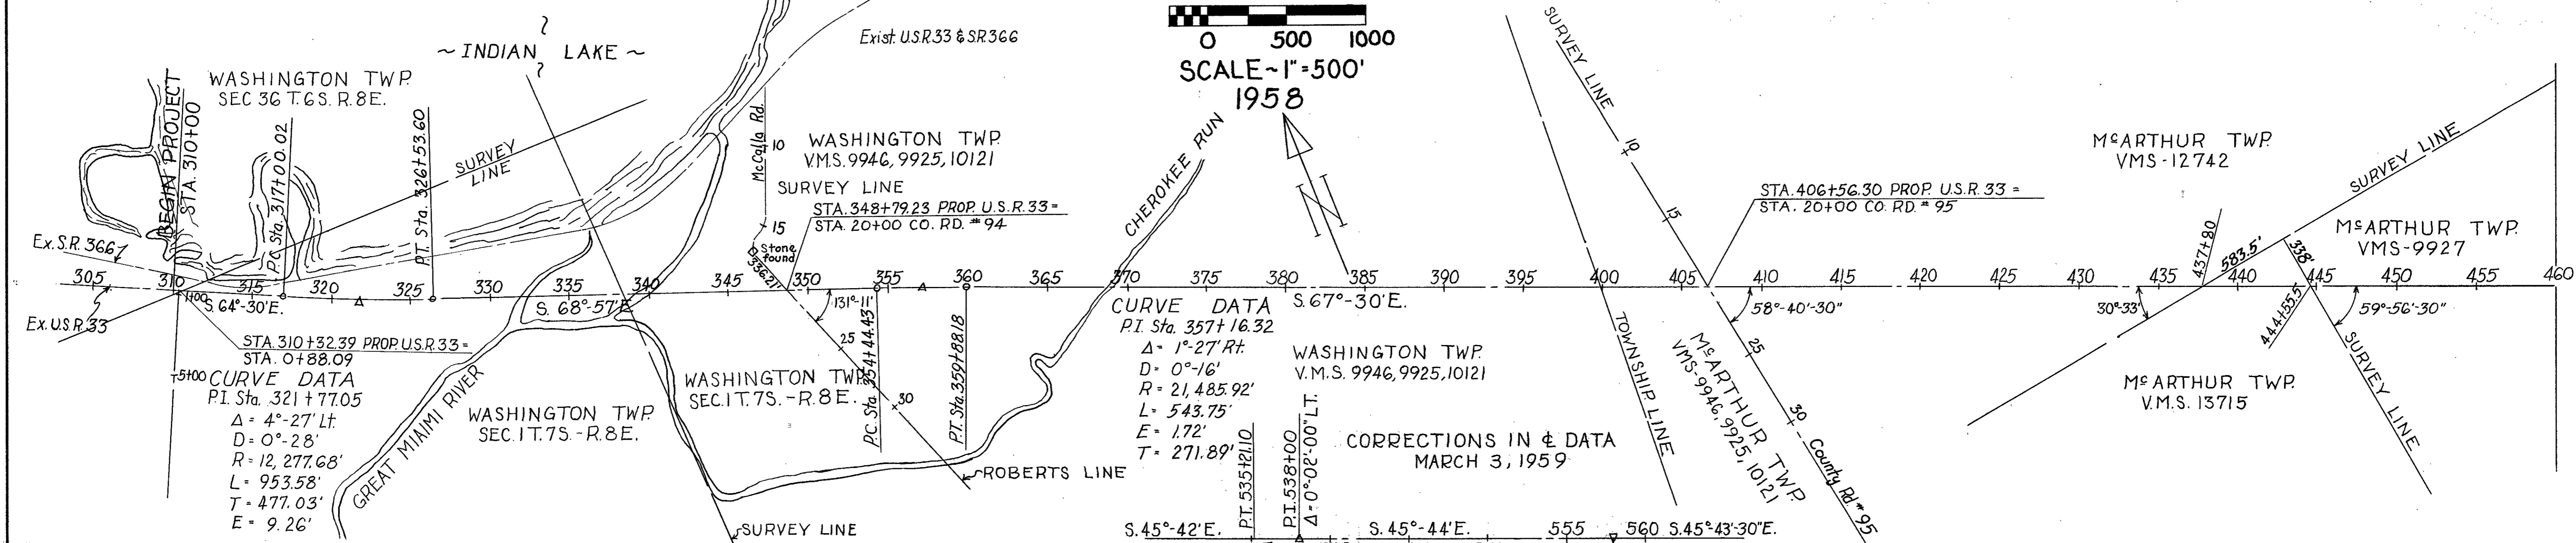 ~ INDIAN LAKE ~
Exist. U.S.R.33 & S.R.366
0 500 1000
SCALE ~ 1" = 500'
1958
WASHINGTON TWP.
SEC 36 T.6S. R.8E.
BEGIN PROJECT
STA. 310+00
P.C. Sta. 317+00.02
P.T. Sta. 326+53.60
SURVEY
LINE
McCalla Rd.
10
15
WASHINGTON TWP.
V.M.S. 9946, 9925, 10121
SURVEY LINE
STA. 348+79.23 PROP. U.S.R.33 =
STA. 20+00 CO. RD. #94
Stone
found
336.21'
CHEROKEE RUN
N
SURVEY LINE
10
15
STA. 406+56.30 PROP. U.S.R. 33 =
STA. 20+00 CO. RD. #95
McARTHUR TWP.
VMS-12742
SURVEY LINE
McARTHUR TWP.
VMS-9927
437+80
583.5'
338'
Ex. S.R. 366
Ex. U.S.R. 33
305 310 315 320 325 330 335 340 345 350 355 360 365 370 375 380 385 390 395 400 405 410 415 420 425 430 435 440 445 450 455 460
1+00
S. 64°-30'E.
S. 68°-57'E.
131°-11'
S. 67°-30'E.
58°-40'-30"
30°-33'
444+55.5
59°-56'-30"
STA. 310+32.39 PROP. U.S.R. 33 =
STA. 0+88.09
5+00
CURVE DATA
P.I. Sta. 321+77.05
Δ = 4°-27' Lt.
D = 0°-28'
R = 12,277.68'
L = 953.58'
T = 477.03'
E = 9.26'
GREAT MIAIMI RIVER
WASHINGTON TWP.
SEC. 1 T. 7S. - R. 8E.
WASHINGTON TWP.
SEC. 1 T. 7S. - R. 8E.
25
30
P.C. Sta. 354+44.43
P.T. Sta. 359+88.18
ROBERTS LINE
SURVEY LINE
CURVE DATA
P.I. Sta. 357+16.32
Δ = 1°-27' Rt.
D = 0°-16'
R = 21,485.92'
L = 543.75'
E = 1.72'
T = 271.89'
WASHINGTON TWP.
V.M.S. 9946, 9925, 10121
CORRECTIONS IN ℄ DATA
MARCH 3, 1959
P.T. 535+21.10
P.I. 538+00
Δ = 0°-02'-00" LT.
S. 45°-42'E.
S. 45°-44'E.
555 560 S. 45°-43'-30"E.
TOWNSHIP LINE
McARTHUR TWP.
VMS-9946, 9925, 10121
25
30
County Rd #95
McARTHUR TWP.
V.M.S. 13715
SURVEY LINE